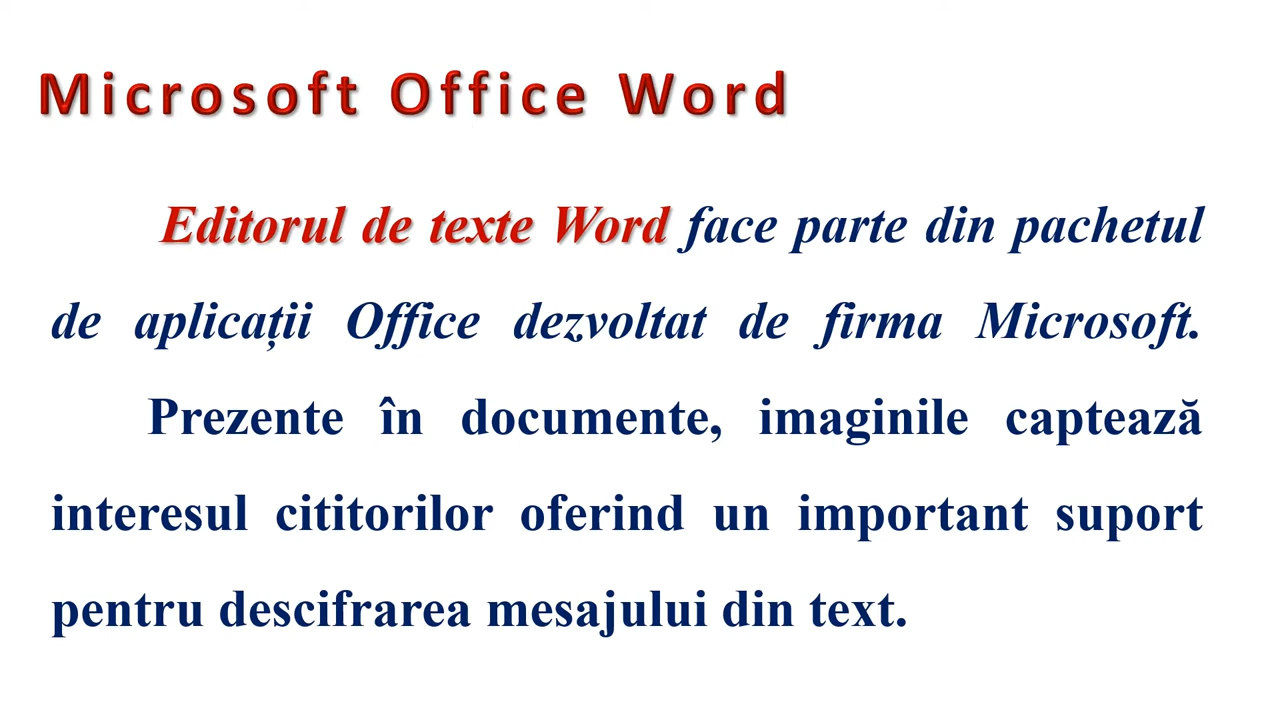 Microsoft Office Word
Editorul de texte Word face parte din pachetul
de aplicații Office dezvoltat de firma Microsoft.
Prezente în documente, imaginile captează
interesul cititorilor oferind un important suport
pentru descifrarea mesajului din text.